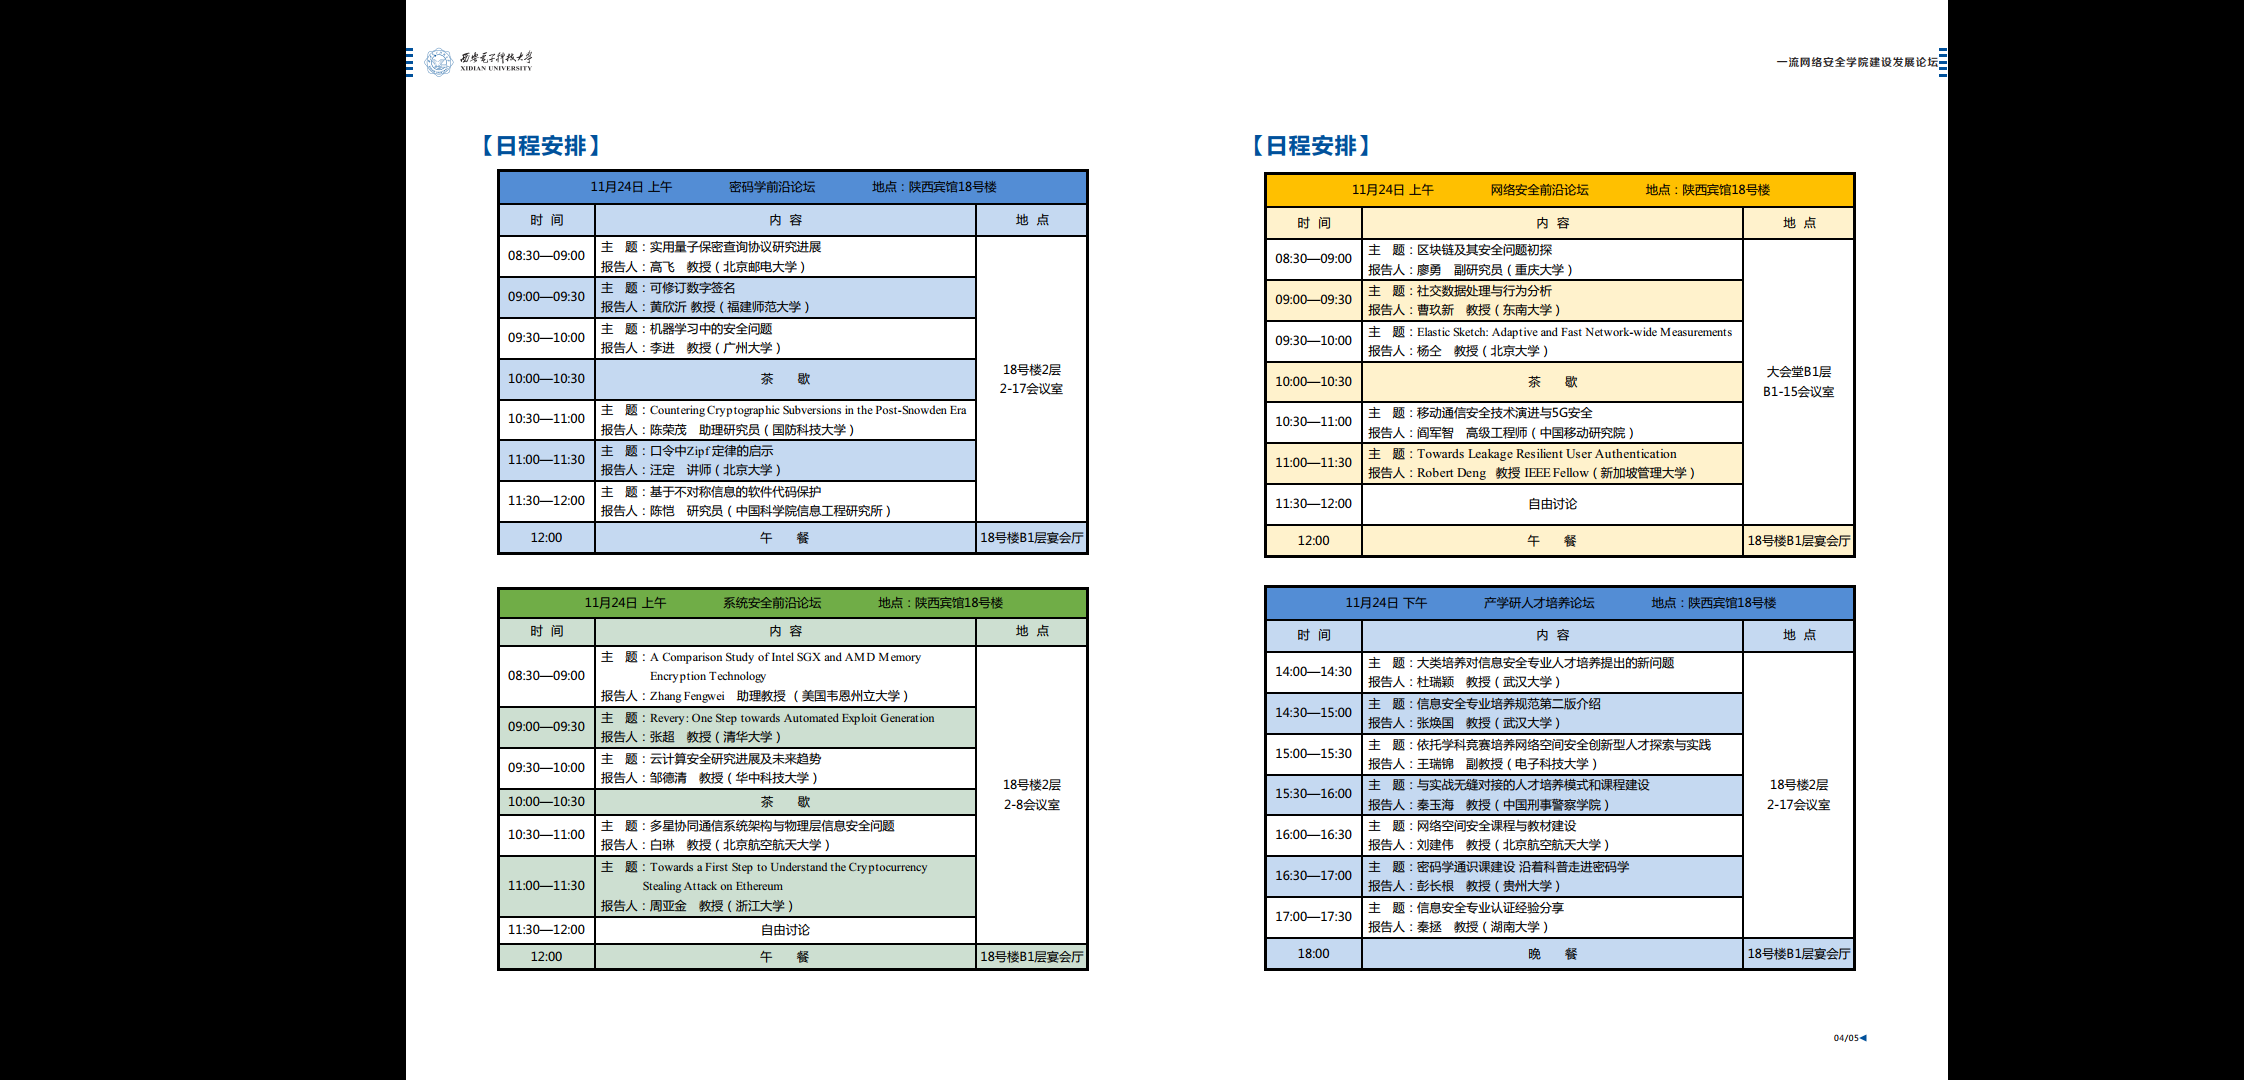 西安电子科技大学
XIDIAN UNIVERSITY
一流网络安全学院建设发展论坛
【日程安排】
11月24日 上午 密码学前沿论坛 地点：陕西宾馆18号楼
时 间 内 容 地 点
08:30—09:00
主 题：实用量子保密查询协议研究进展
报告人：高飞 教授（北京邮电大学）
09:00—09:30
主 题：可修订数字签名
报告人：黄欣沂 教授（福建师范大学）
09:30—10:00
主 题：机器学习中的安全问题
报告人：李进 教授（广州大学）
10:00—10:30 茶 歇
18号楼2层
2-17会议室
10:30—11:00
主 题：Countering Cryptographic Subversions in the Post-Snowden Era
报告人：陈荣茂 助理研究员（国防科技大学）
11:00—11:30
主 题：口令中Zipf定律的启示
报告人：汪定 讲师（北京大学）
11:30—12:00
主 题：基于不对称信息的软件代码保护
报告人：陈恺 研究员（中国科学院信息工程研究所）
12:00 午 餐 18号楼B1层宴会厅
11月24日 上午 系统安全前沿论坛 地点：陕西宾馆18号楼
时 间 内 容 地 点
08:30—09:00
主 题：A Comparison Study of Intel SGX and AMD Memory
Encryption Technology
报告人：Zhang Fengwei 助理教授 （美国韦恩州立大学）
09:00—09:30
主 题：Revery: One Step towards Automated Exploit Generation
报告人：张超 教授（清华大学）
09:30—10:00
主 题：云计算安全研究进展及未来趋势
报告人：邹德清 教授（华中科技大学）
10:00—10:30 茶 歇
18号楼2层
2-8会议室
10:30—11:00
主 题：多星协同通信系统架构与物理层信息安全问题
报告人：白琳 教授（北京航空航天大学）
11:00—11:30
主 题：Towards a First Step to Understand the Cryptocurrency
Stealing Attack on Ethereum
报告人：周亚金 教授（浙江大学）
11:30—12:00 自由讨论
12:00 午 餐 18号楼B1层宴会厅
【日程安排】
11月24日 上午 网络安全前沿论坛 地点：陕西宾馆18号楼
时 间 内 容 地 点
08:30—09:00
主 题：区块链及其安全问题初探
报告人：廖勇 副研究员（重庆大学）
09:00—09:30
主 题：社交数据处理与行为分析
报告人：曹玖新 教授（东南大学）
09:30—10:00
主 题：Elastic Sketch: Adaptive and Fast Network-wide Measurements
报告人：杨仝 教授（北京大学）
10:00—10:30 茶 歇
大会堂B1层
B1-15会议室
10:30—11:00
主 题：移动通信安全技术演进与5G安全
报告人：阎军智 高级工程师（中国移动研究院）
11:00—11:30
主 题：Towards Leakage Resilient User Authentication
报告人：Robert Deng 教授 IEEE Fellow（新加坡管理大学）
11:30—12:00 自由讨论
12:00 午 餐 18号楼B1层宴会厅
11月24日 下午 产学研人才培养论坛 地点：陕西宾馆18号楼
时 间 内 容 地 点
14:00—14:30
主 题：大类培养对信息安全专业人才培养提出的新问题
报告人：杜瑞颖 教授（武汉大学）
14:30—15:00
主 题：信息安全专业培养规范第二版介绍
报告人：张焕国 教授（武汉大学）
15:00—15:30
主 题：依托学科竞赛培养网络空间安全创新型人才探索与实践
报告人：王瑞锦 副教授（电子科技大学）
15:30—16:00
主 题：与实战无缝对接的人才培养模式和课程建设
报告人：秦玉海 教授（中国刑事警察学院）
18号楼2层
2-17会议室
16:00—16:30
主 题：网络空间安全课程与教材建设
报告人：刘建伟 教授（北京航空航天大学）
16:30—17:00
主 题：密码学通识课建设 沿着科普走进密码学
报告人：彭长根 教授（贵州大学）
17:00—17:30
主 题：信息安全专业认证经验分享
报告人：秦拯 教授（湖南大学）
18:00 晚 餐 18号楼B1层宴会厅
04/05